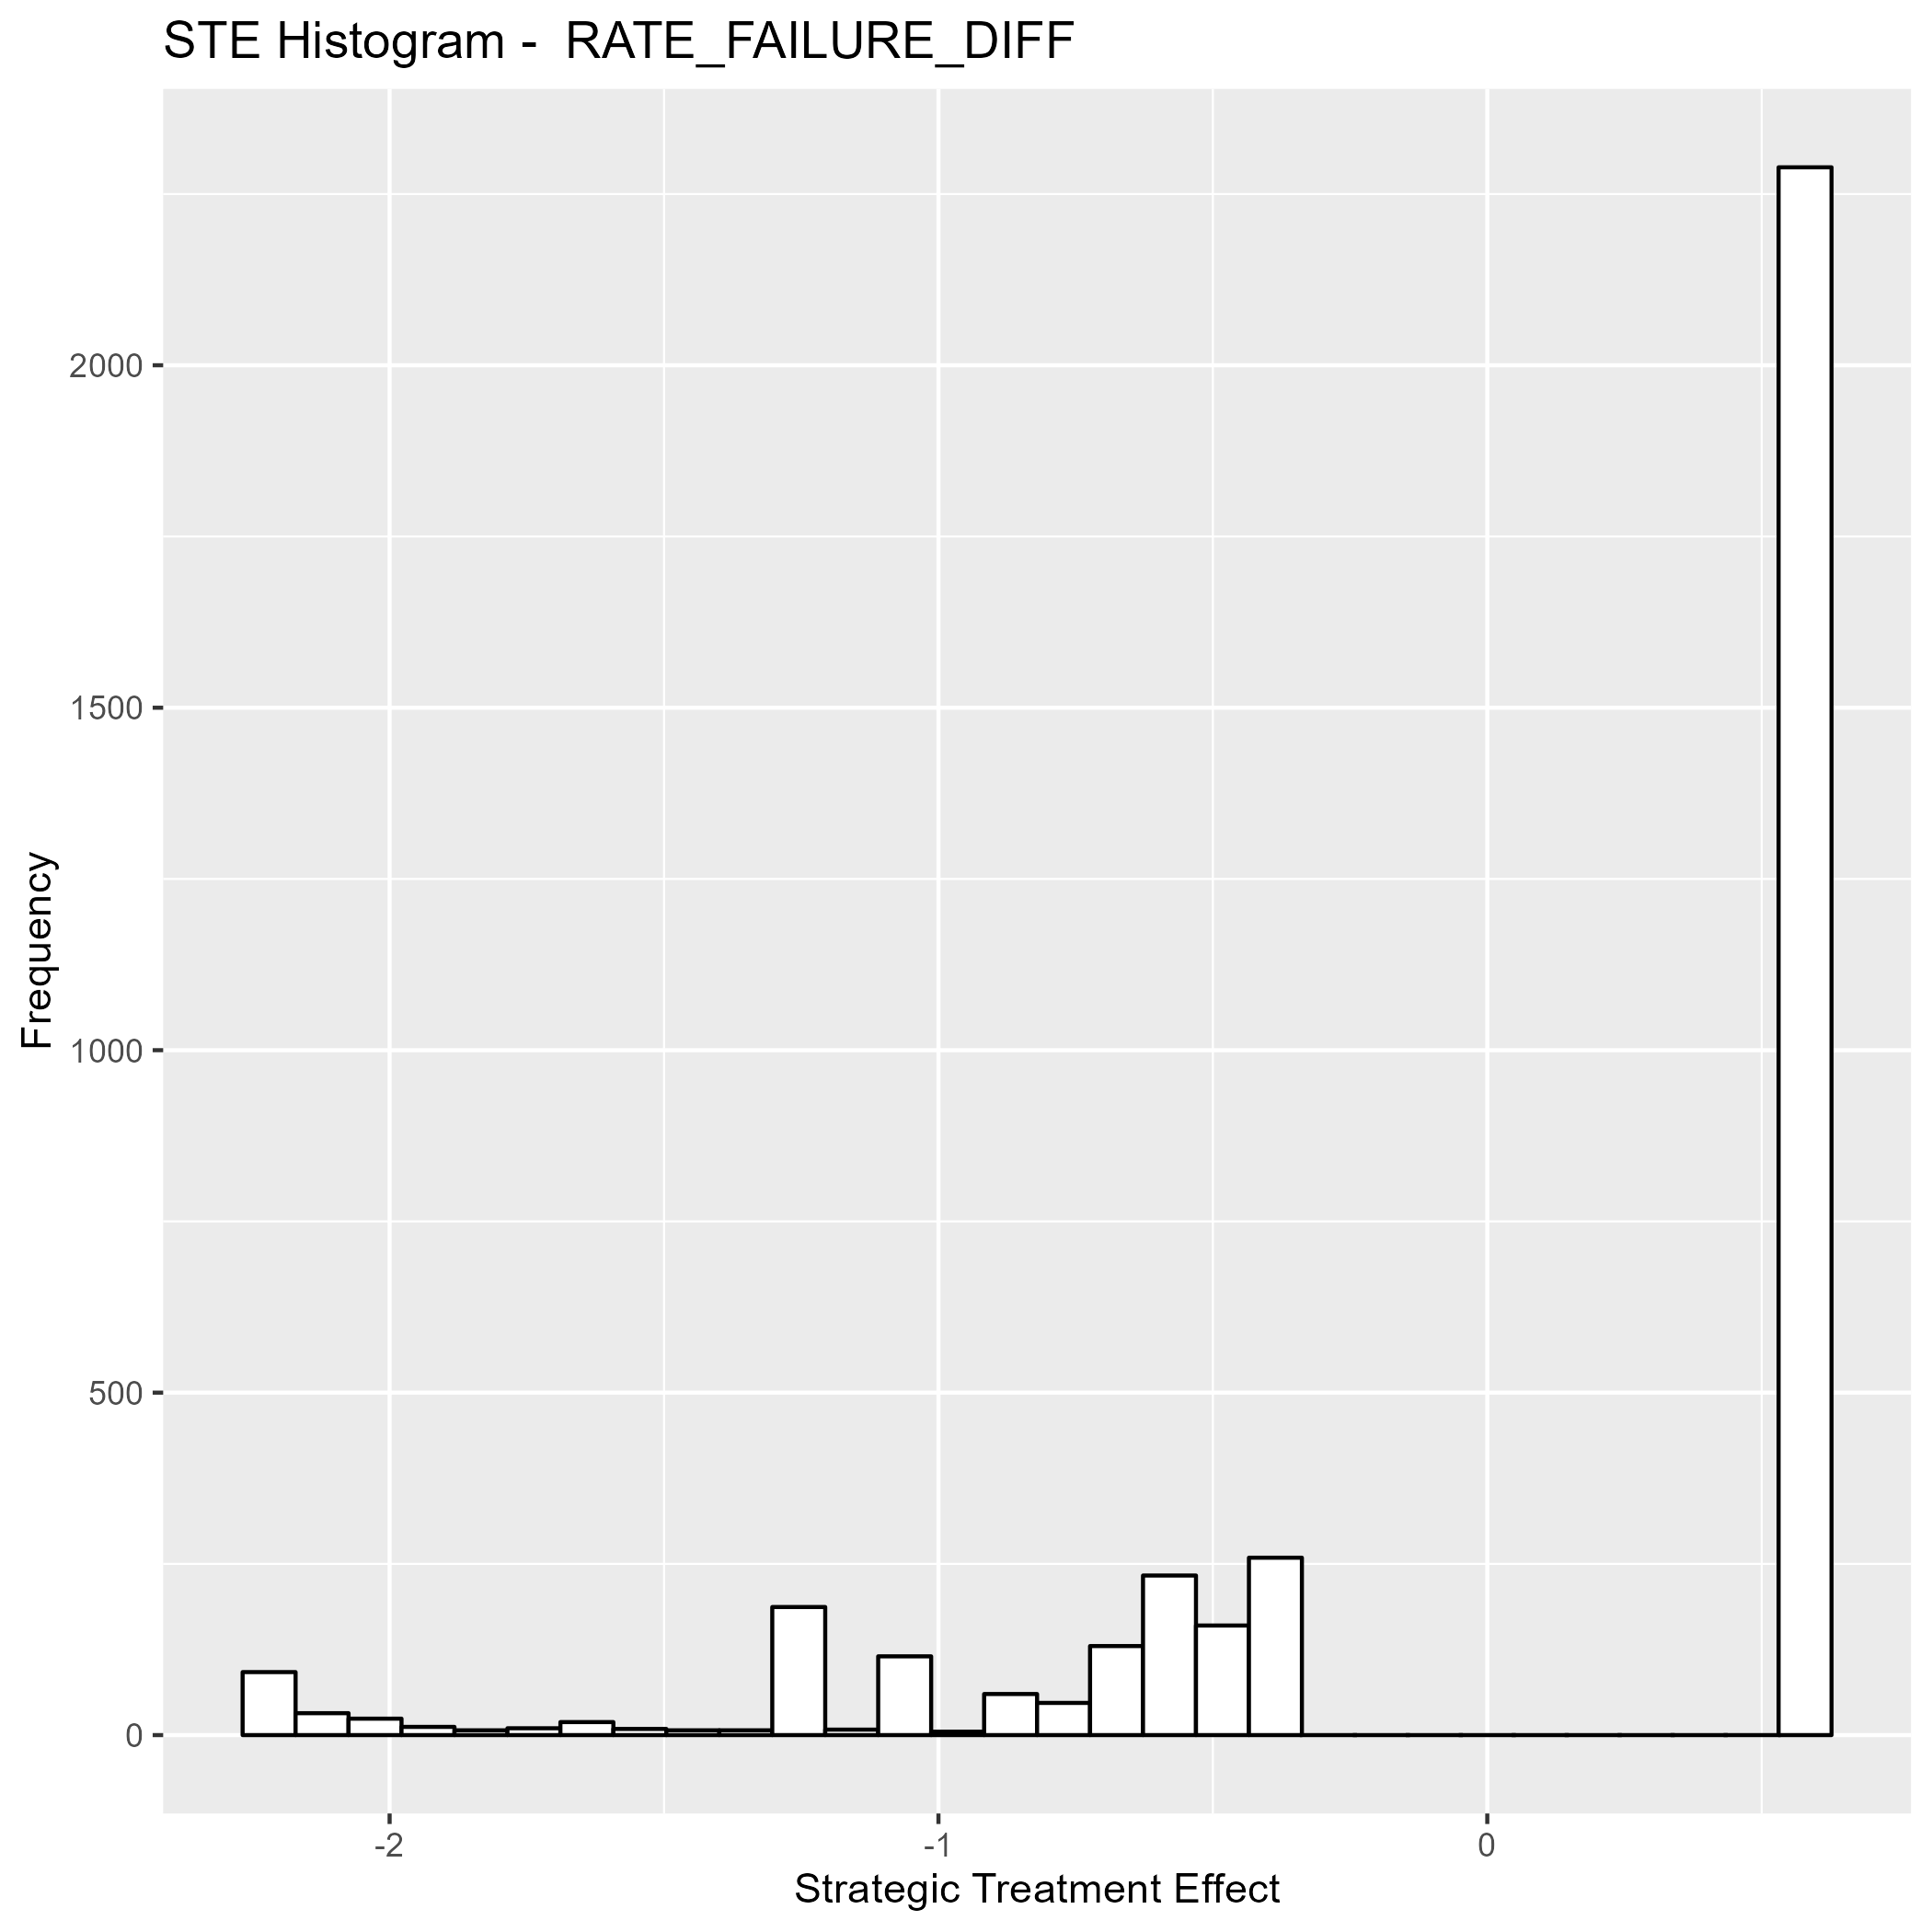 STE Histogram -  RATE_FAILURE_DIFF
Frequency
2000
1500
1000
500
0
-2
-1
0
Strategic Treatment Effect